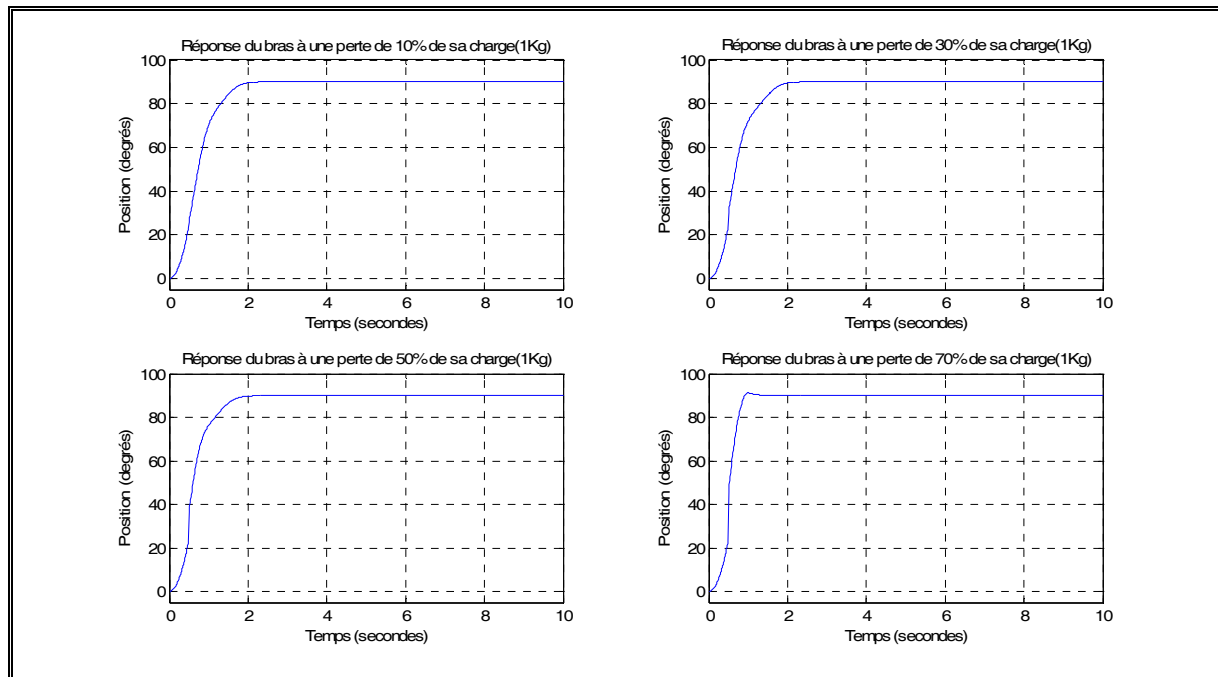 Réponse du bras à une perte de 10% de sa charge(1Kg)
100
80
60
40
20
0
Position (degrés)
0 2 4 6 8 10
Temps (secondes)
Réponse du bras à une perte de 30% de sa charge(1Kg)
100
80
60
40
20
0
Position (degrés)
0 2 4 6 8 10
Temps (secondes)
Réponse du bras à une perte de 50% de sa charge(1Kg)
100
80
60
40
20
0
Position (degrés)
0 2 4 6 8 10
Temps (secondes)
Réponse du bras à une perte de 70% de sa charge(1Kg)
100
80
60
40
20
0
Position (degrés)
0 2 4 6 8 10
Temps (secondes)